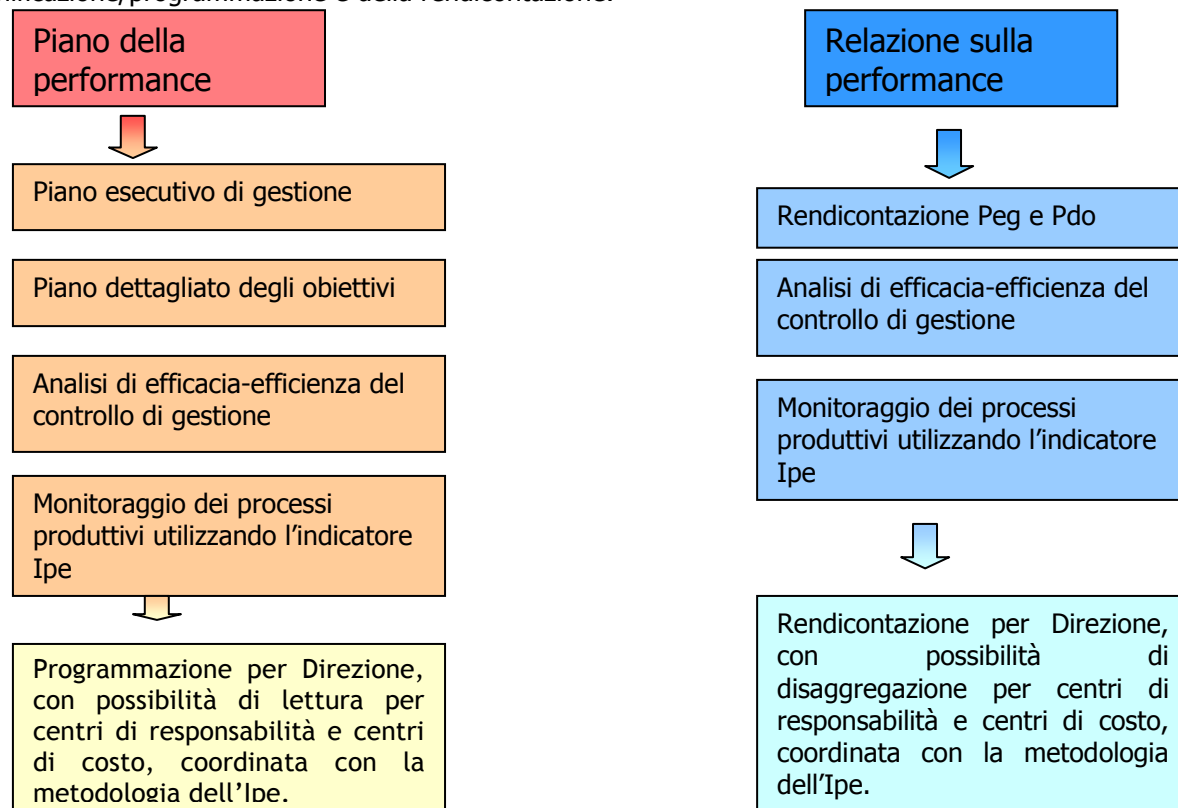 pianificazione/programmazione e della rendicontazione.
Piano della
performance
Piano esecutivo di gestione
Piano dettagliato degli obiettivi
Analisi di efficacia-efficienza del
controllo di gestione
Monitoraggio dei processi
produttivi utilizzando l’indicatore
Ipe
Programmazione per Direzione,
con possibilità di lettura per
centri di responsabilità e centri
di costo, coordinata con la
metodologia dell’Ipe.
Relazione sulla
performance
Rendicontazione Peg e Pdo
Analisi di efficacia-efficienza del
controllo di gestione
Monitoraggio dei processi
produttivi utilizzando l’indicatore
Ipe
Rendicontazione per Direzione,
con possibilità di
disaggregazione per centri di
responsabilità e centri di costo,
coordinata con la metodologia
dell’Ipe.